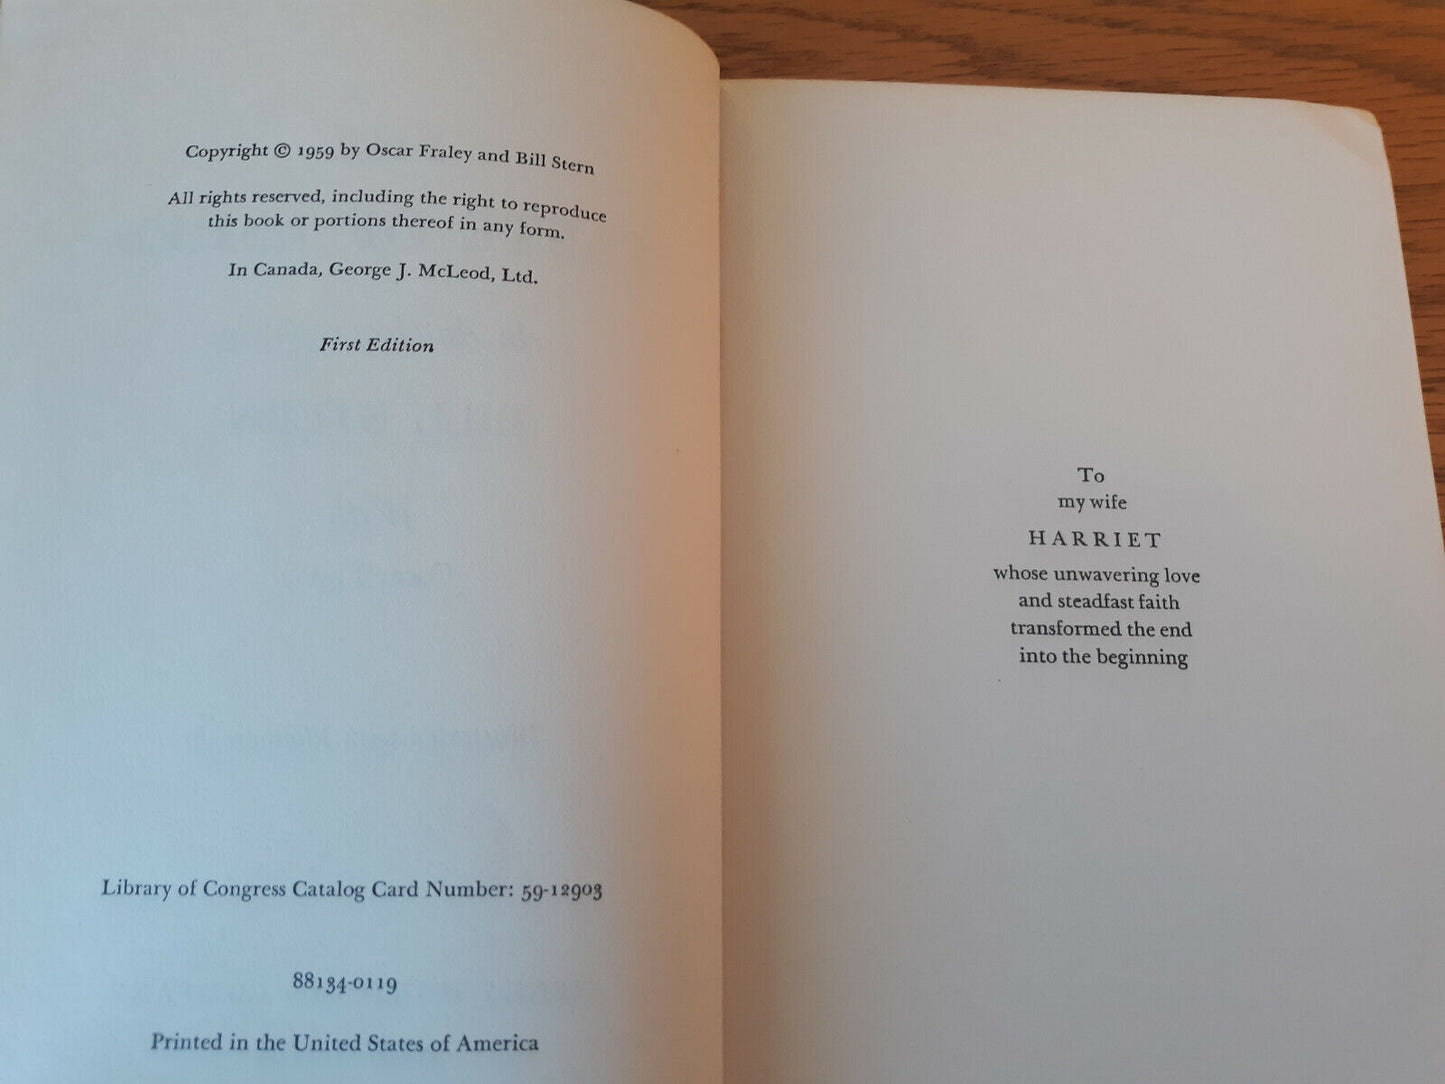 Copyright © 1959 by Oscar Fraley and Bill Stern
All rights reserved, including the right to reproduce
this book or portions thereof in any form.
In Canada, George J. McLeod, Ltd.
First Edition
Library of Congress Catalog Card Number: 59-12903
88134-0119
Printed in the United States of America
To
my wife
HARRIET
whose unwavering love
and steadfast faith
transformed the end
into the beginning